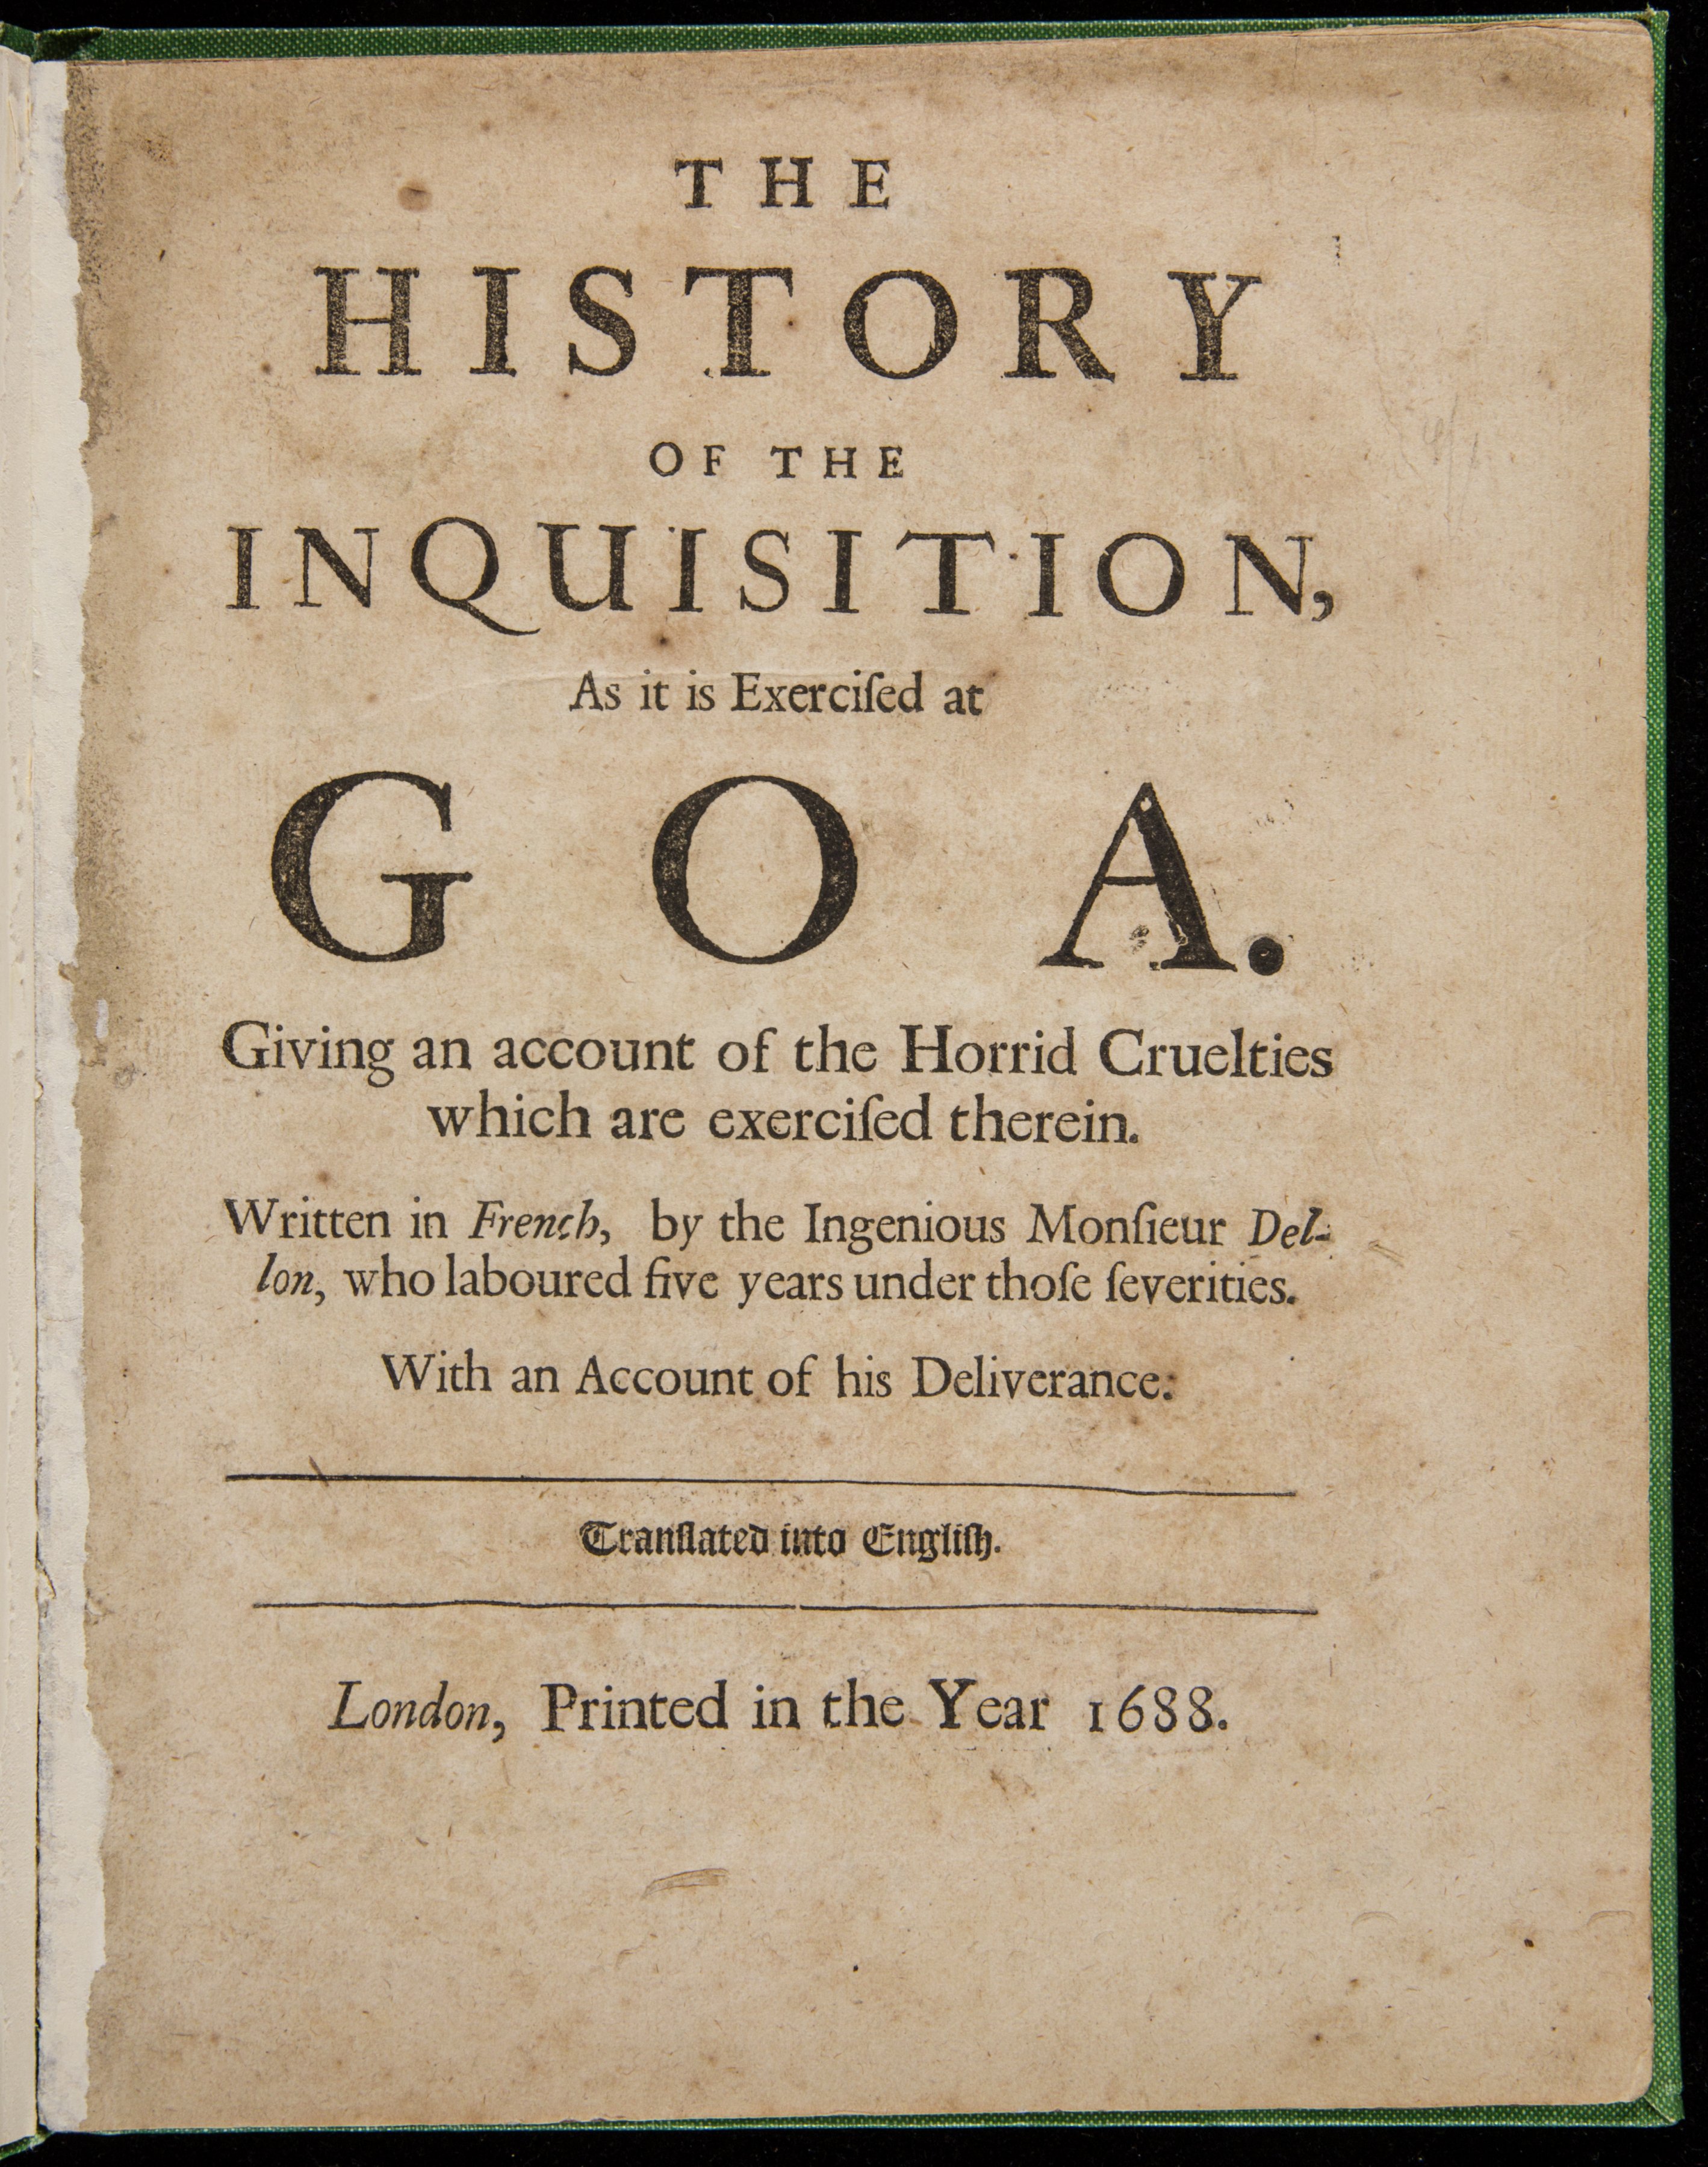 THE
HISTORY
OF THE
INQUISITION,
As it is Exerciſed at
GOA.
Giving an account of the Horrid Cruelties
which are exerciſed therein.
Written in French, by the Ingenious Monſieur Del-
lon, who laboured five years under thoſe ſeverities.
With an Account of his Deliverance.
Tranſlated into Engliſh.
London, Printed in the Year 1688.